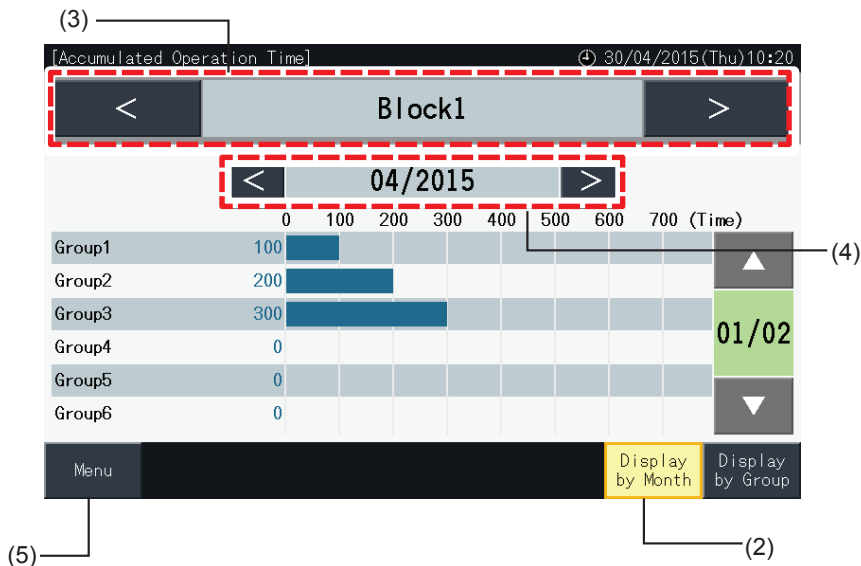 (3)
[Accumulated Operation Time] 30/04/2015(Thu)10:20
< Block1 >
< 04/2015 >
0 100 200 300 400 500 600 700 (Time)
(4)
Group1 100
Group2 200
Group3 300
01/02
Group4 0
Group5 0
Group6 0
Menu
Display by Month
Display by Group
(5)
(2)